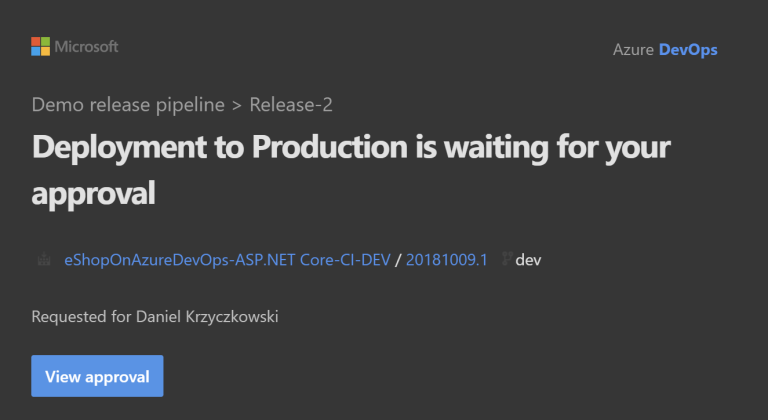 Microsoft
Azure DevOps
Demo release pipeline > Release-2
Deployment to Production is waiting for your
approval
eShopOnAzureDevOps-ASP.NET Core-CI-DEV / 20181009.1 dev
Requested for Daniel Krzyczkowski
View approval